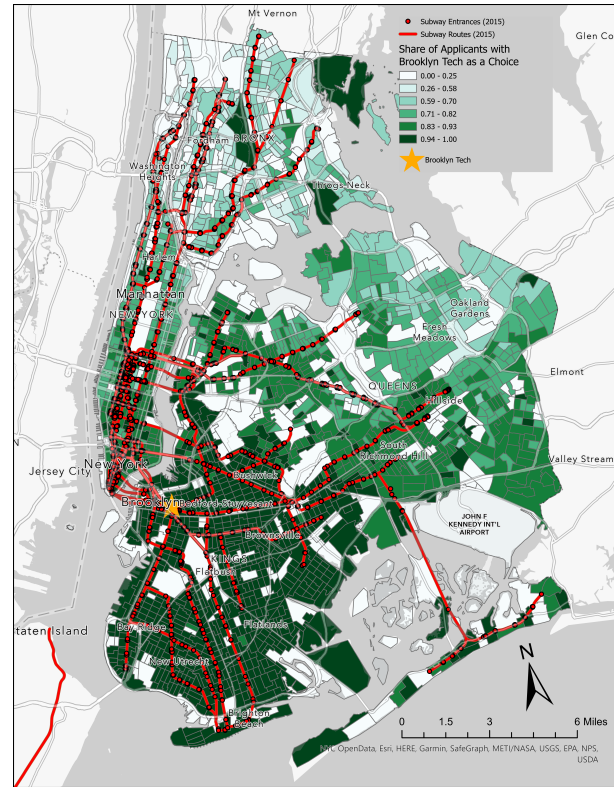 Mt Vernon
Glen Co
Subway Entrances (2015)
Subway Routes (2015)
Share of Applicants with
Brooklyn Tech as a Choice
0.00 - 0.25
0.26 - 0.58
0.59 - 0.70
0.71 - 0.82
0.83 - 0.93
0.94 - 1.00
Brooklyn Tech
BRONX
Fordham
Washington
Heights
Throgs Neck
Harlem
Manhattan
NEW YORK
Oakland
Gardens
Fresh
Meadows
QUEENS
Elmont
Hillside
South
Richmond Hill
Valley Stream
N
Jersey City
New York
Bushwick
Brooklyn
Bedford-Stuyvesant
JOHN F
KENNEDY INT'L
AIRPORT
Brownsville
KINGS
Flatbush
Flatlands
Bay Ridge
taten Island
New Utrecht
Brighton
Beach
N
0 1.5 3 6 Miles
NYC OpenData, Esri, HERE, Garmin, SafeGraph, METI/NASA, USGS, EPA, NPS,
USDA